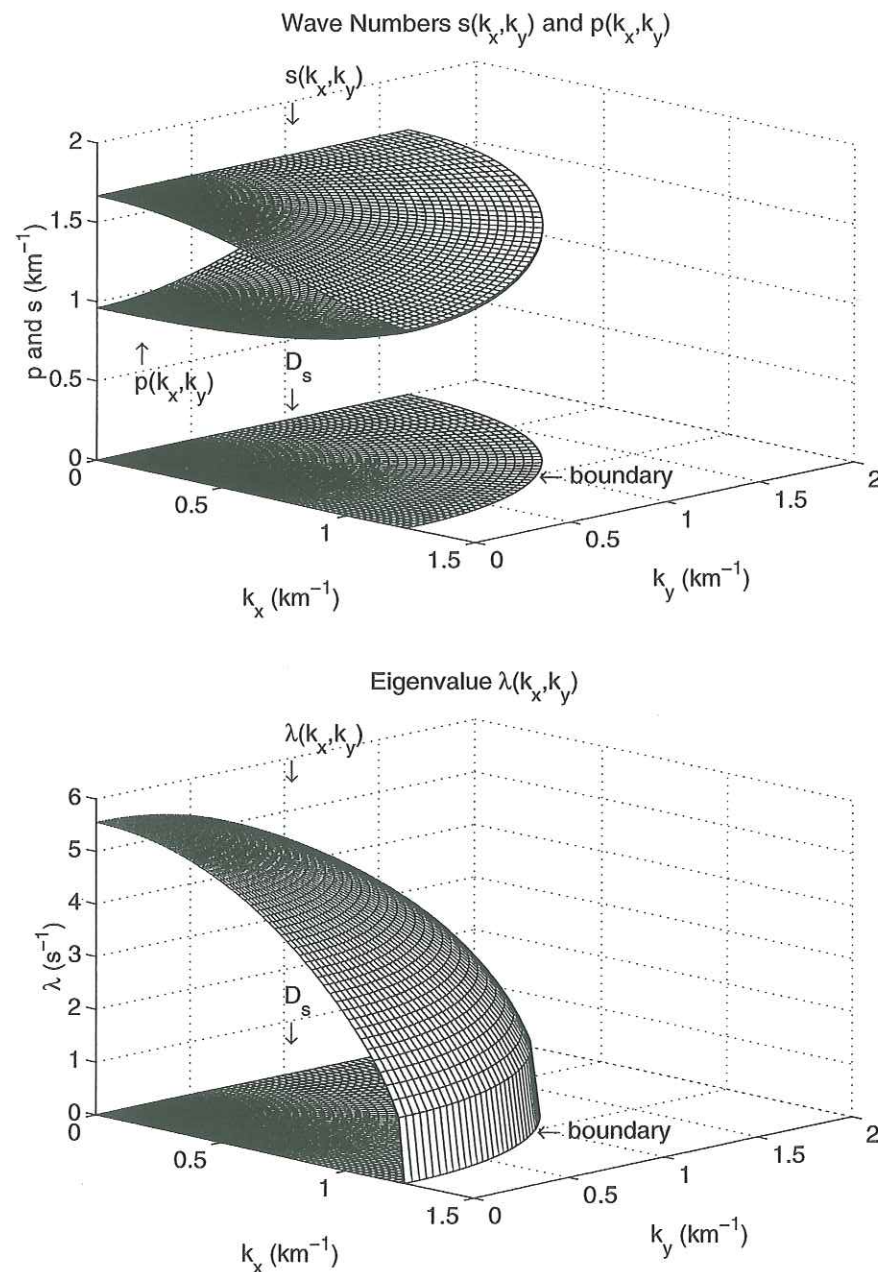 Wave Numbers s(k_x,k_y) and p(k_x,k_y)
s(k_x,k_y)
↓
2
1.5
1
0.5
0
p and s (km⁻¹)
↑
p(k_x,k_y)
D_s
↓
← boundary
0
0.5
1
1.5
k_x (km⁻¹)
0
0.5
1
1.5
2
k_y (km⁻¹)
Eigenvalue λ(k_x,k_y)
λ(k_x,k_y)
↓
6
5
4
3
2
1
0
λ (s⁻¹)
D_s
↓
← boundary
0
0.5
1
1.5
k_x (km⁻¹)
0
0.5
1
1.5
2
k_y (km⁻¹)